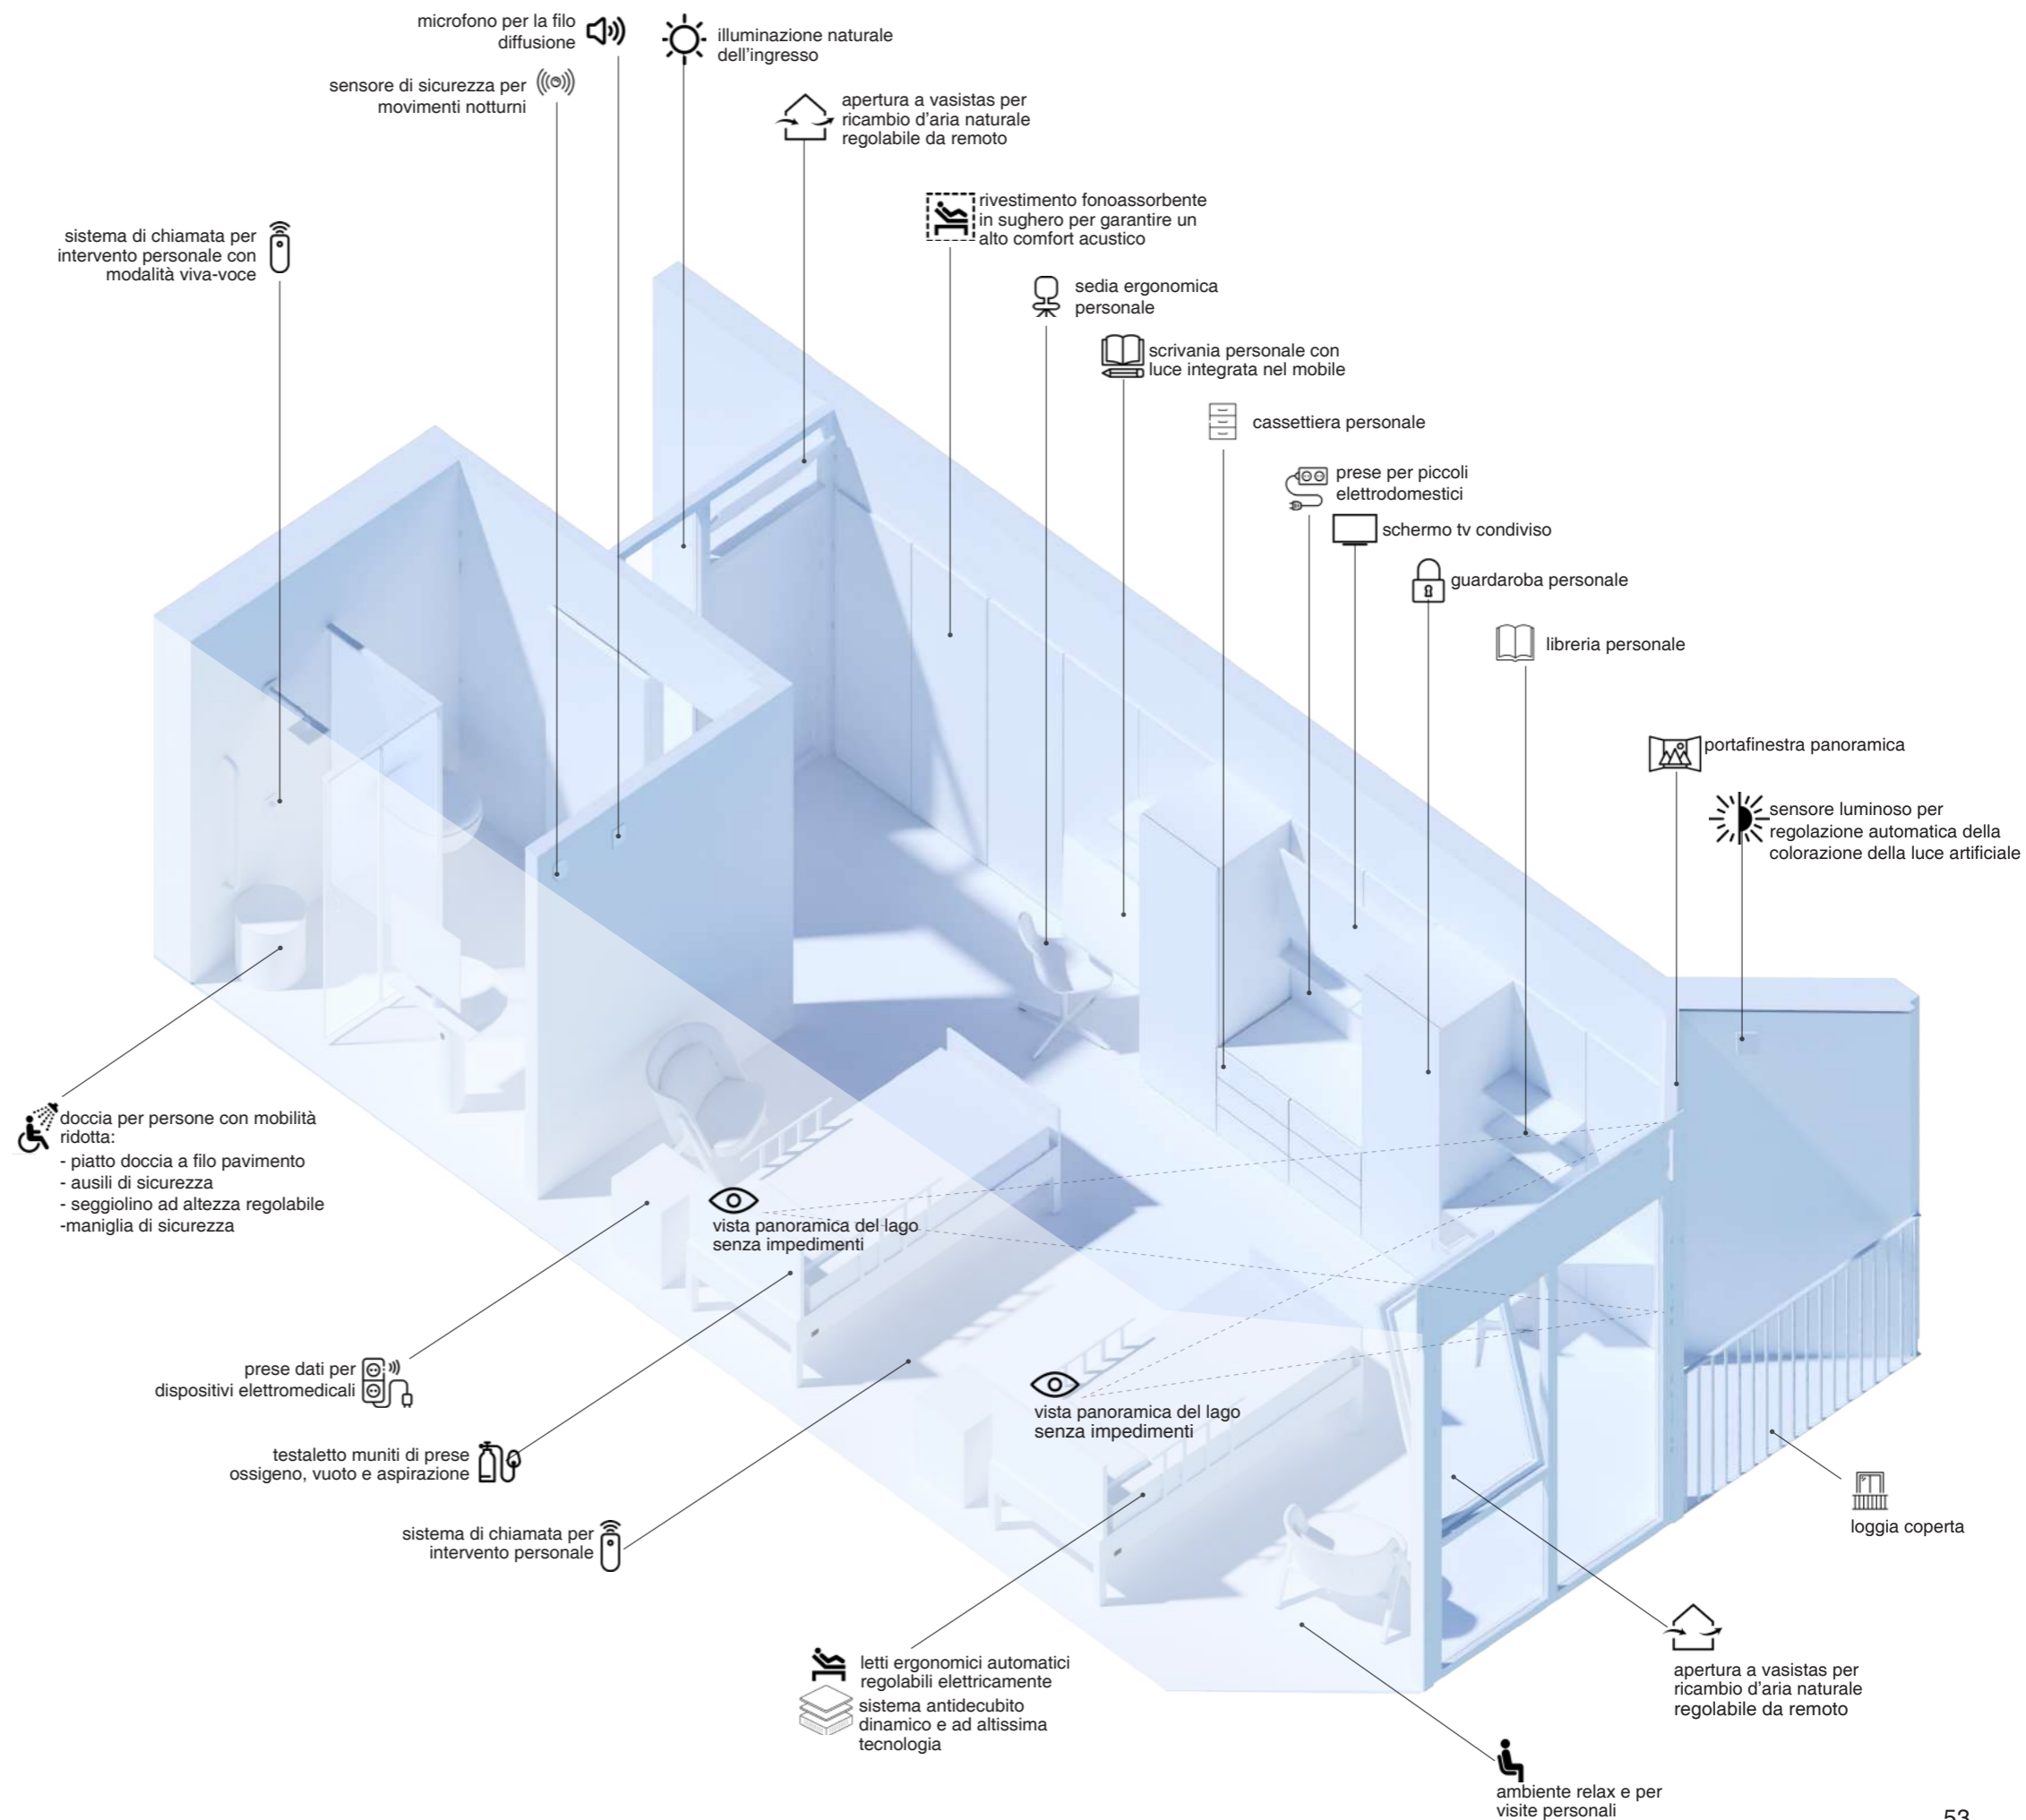 microfono per la filo
diffusione
illuminazione naturale
dell'ingresso
sensore di sicurezza per
movimenti notturni
apertura a vasistas per
ricambio d'aria naturale
regolabile da remoto
rivestimento fonoassorbente
in sughero per garantire un
alto comfort acustico
sistema di chiamata per
intervento personale con
modalità viva-voce
sedia ergonomica
personale
scrivania personale con
luce integrata nel mobile
cassettiera personale
prese per piccoli
elettrodomestici
schermo tv condiviso
guardaroba personale
libreria personale
portafinestra panoramica
sensore luminoso per
regolazione automatica della
colorazione della luce artificiale
doccia per persone con mobilità
ridotta:
- piatto doccia a filo pavimento
- ausili di sicurezza
- seggiolino ad altezza regolabile
-maniglia di sicurezza
vista panoramica del lago
senza impedimenti
prese dati per
dispositivi elettromedicali
vista panoramica del lago
senza impedimenti
testaletto muniti di prese
ossigeno, vuoto e aspirazione
sistema di chiamata per
intervento personale
loggia coperta
letti ergonomici automatici
regolabili elettricamente
sistema antidecubito
dinamico e ad altissima
tecnologia
apertura a vasistas per
ricambio d'aria naturale
regolabile da remoto
ambiente relax e per
visite personali
53